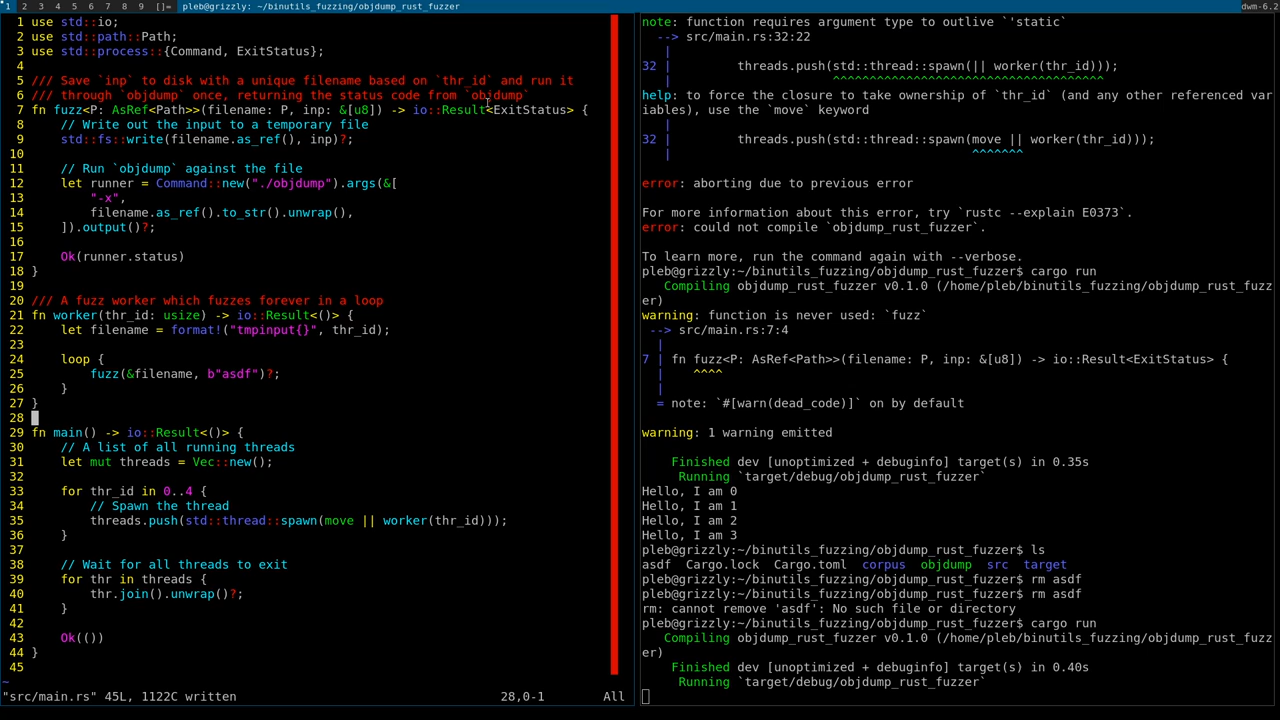 1 2 3 4 5 6 7 8 9 []= pleb@grizzly: ~/binutils_fuzzing/objdump_rust_fuzzer dwm-6.2
1 use std::io;
2 use std::path::Path;
3 use std::process::{Command, ExitStatus};
4
5 /// Save `inp` to disk with a unique filename based on `thr_id` and run it
6 /// through `objdump` once, returning the status code from `objdump`
7 fn fuzz<P: AsRef<Path>>(filename: P, inp: &[u8]) -> io::Result<ExitStatus> {
8     // Write out the input to a temporary file
9     std::fs::write(filename.as_ref(), inp)?;
10
11     // Run `objdump` against the file
12     let runner = Command::new("./objdump").args(&[
13         "-x",
14         filename.as_ref().to_str().unwrap(),
15     ]).output()?;
16
17     Ok(runner.status)
18 }
19
20 /// A fuzz worker which fuzzes forever in a loop
21 fn worker(thr_id: usize) -> io::Result<()> {
22     let filename = format!("tmpinput{}", thr_id);
23
24     loop {
25         fuzz(&filename, b"asdf")?;
26     }
27 }
28
29 fn main() -> io::Result<()> {
30     // A list of all running threads
31     let mut threads = Vec::new();
32
33     for thr_id in 0..4 {
34         // Spawn the thread
35         threads.push(std::thread::spawn(move || worker(thr_id)));
36     }
37
38     // Wait for all threads to exit
39     for thr in threads {
40         thr.join().unwrap()?;
41     }
42
43     Ok(())
44 }
45
~
"src/main.rs" 45L, 1122C written 28,0-1 All
note: function requires argument type to outlive `'static`
  --> src/main.rs:32:22
   |
32 |         threads.push(std::thread::spawn(|| worker(thr_id)));
   |                      ^^^^^^^^^^^^^^^^^^^^^^^^^^^^^^^^^^^^^
help: to force the closure to take ownership of `thr_id` (and any other referenced var
iables), use the `move` keyword
   |
32 |         threads.push(std::thread::spawn(move || worker(thr_id)));
   |                                         ^^^^^^^
error: aborting due to previous error
For more information about this error, try `rustc --explain E0373`.
error: could not compile `objdump_rust_fuzzer`.
To learn more, run the command again with --verbose.
pleb@grizzly:~/binutils_fuzzing/objdump_rust_fuzzer$ cargo run
   Compiling objdump_rust_fuzzer v0.1.0 (/home/pleb/binutils_fuzzing/objdump_rust_fuzz
er)
warning: function is never used: `fuzz`
 --> src/main.rs:7:4
  |
7 | fn fuzz<P: AsRef<Path>>(filename: P, inp: &[u8]) -> io::Result<ExitStatus> {
  |    ^^^^
  |
  = note: `#[warn(dead_code)]` on by default
warning: 1 warning emitted
    Finished dev [unoptimized + debuginfo] target(s) in 0.35s
     Running `target/debug/objdump_rust_fuzzer`
Hello, I am 0
Hello, I am 1
Hello, I am 2
Hello, I am 3
pleb@grizzly:~/binutils_fuzzing/objdump_rust_fuzzer$ ls
asdf  Cargo.lock  Cargo.toml  corpus  objdump  src  target
pleb@grizzly:~/binutils_fuzzing/objdump_rust_fuzzer$ rm asdf
pleb@grizzly:~/binutils_fuzzing/objdump_rust_fuzzer$ rm asdf
rm: cannot remove 'asdf': No such file or directory
pleb@grizzly:~/binutils_fuzzing/objdump_rust_fuzzer$ cargo run
   Compiling objdump_rust_fuzzer v0.1.0 (/home/pleb/binutils_fuzzing/objdump_rust_fuzz
er)
    Finished dev [unoptimized + debuginfo] target(s) in 0.40s
     Running `target/debug/objdump_rust_fuzzer`